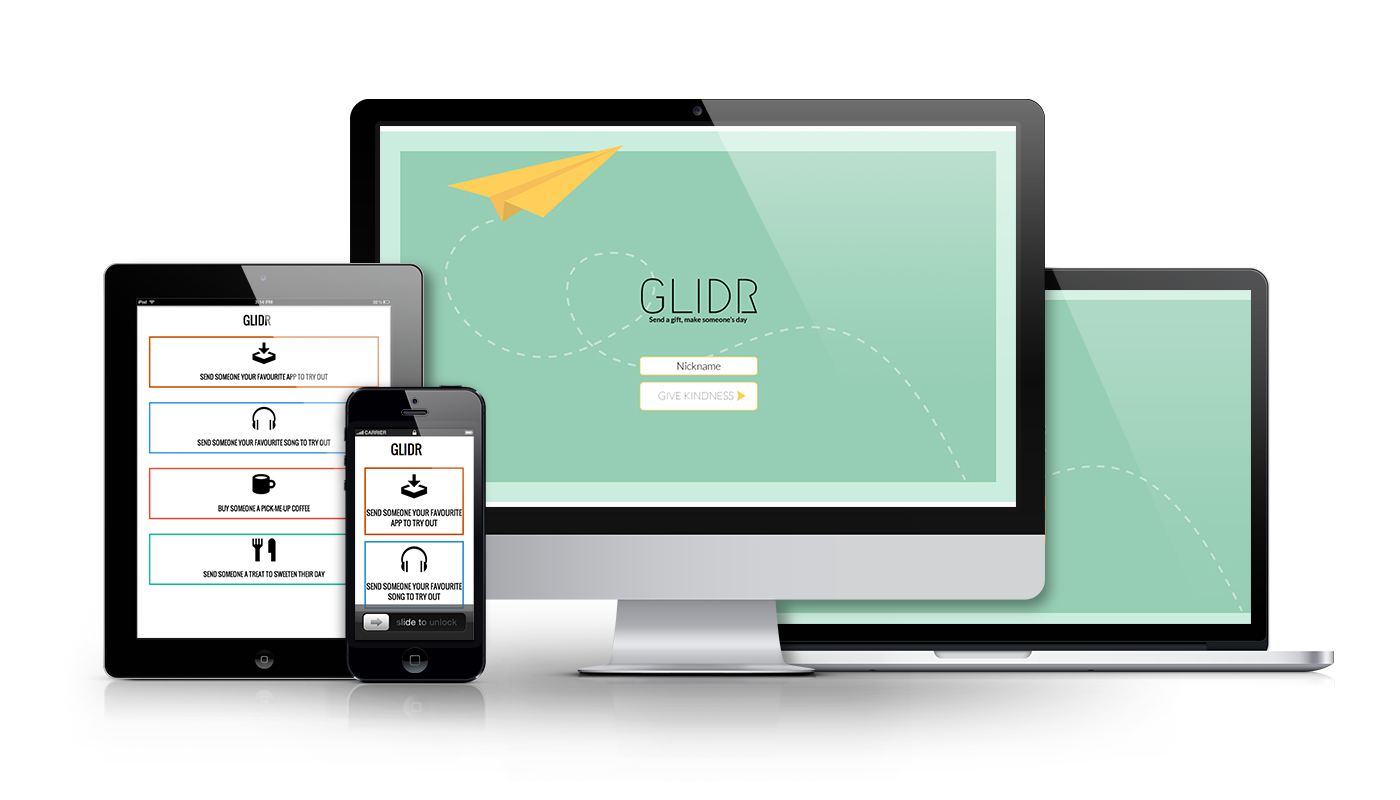 GLIDR
Send a gift, make someone's day
Nickname
GIVE KINDNESS
iPad
2:14 PM
GLIDR
SEND SOMEONE YOUR FAVOURITE APP TO TRY OUT
SEND SOMEONE YOUR FAVOURITE SONG TO TRY OUT
BUY SOMEONE A PICK-ME-UP COFFEE
SEND SOMEONE A TREAT TO SWEETEN THEIR DAY
CARRIER
GLIDR
SEND SOMEONE YOUR FAVOURITE
APP TO TRY OUT
SEND SOMEONE YOUR FAVOURITE
SONG TO TRY OUT
slide to unlock